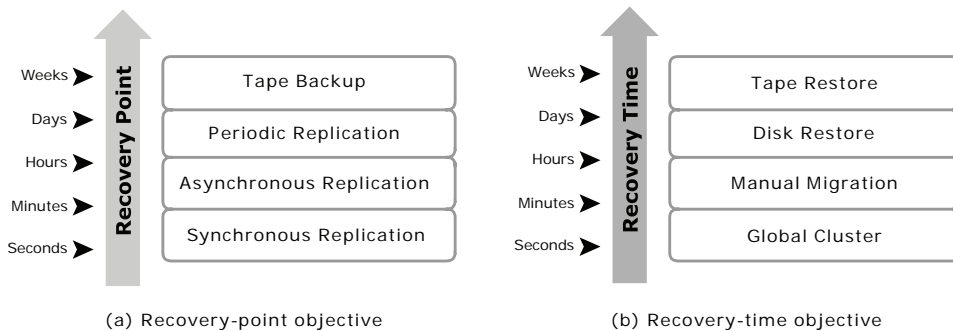 Weeks
Days
Hours
Minutes
Seconds
Recovery Point
Tape Backup
Periodic Replication
Asynchronous Replication
Synchronous Replication
(a) Recovery-point objective
Weeks
Days
Hours
Minutes
Seconds
Recovery Time
Tape Restore
Disk Restore
Manual Migration
Global Cluster
(b) Recovery-time objective